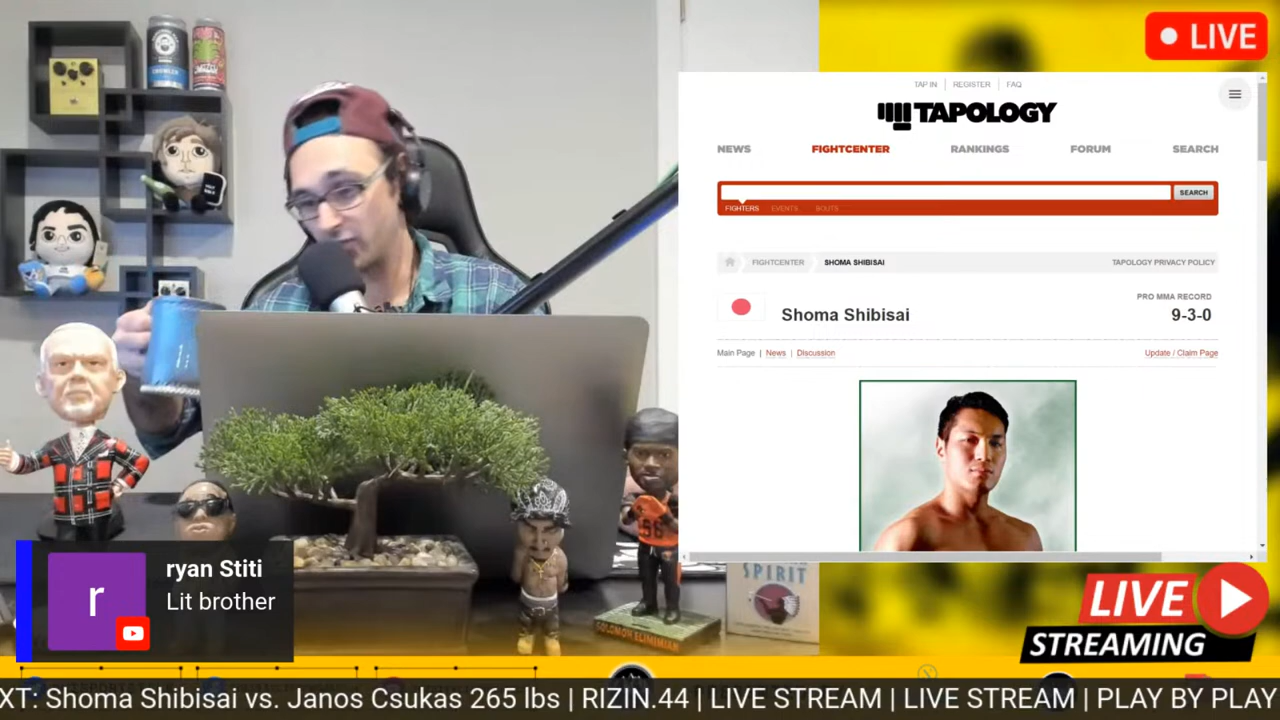 LIVE
TAP IN | REGISTER | FAQ
TAPOLOGY
NEWS
FIGHTCENTER
RANKINGS
FORUM
SEARCH
SEARCH
FIGHTERS
EVENTS
BOUTS
FIGHTCENTER
SHOMA SHIBISAI
TAPOLOGY PRIVACY POLICY
PRO MMA RECORD
Shoma Shibisai
9-3-0
Main Page | News | Discussion
Update / Claim Page
56
SPIRIT
SOLOMON ELIMIMIAN
r
ryan Stiti
Lit brother
LIVE
STREAMING
XT: Shoma Shibisai vs. Janos Csukas 265 lbs | RIZIN.44 | LIVE STREAM | LIVE STREAM | PLAY BY PLAY